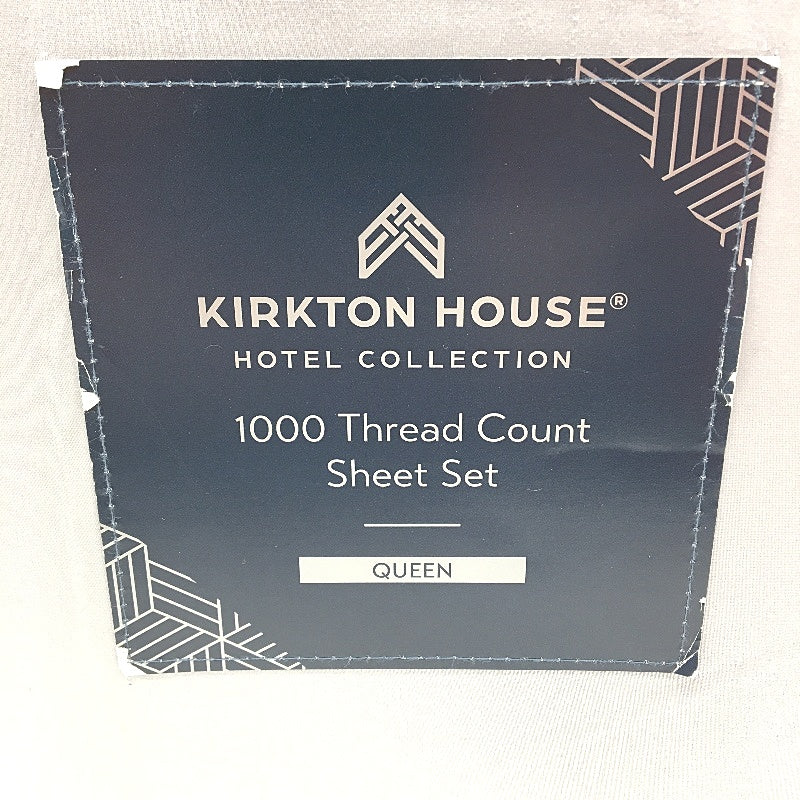 KIRKTON HOUSE®
HOTEL COLLECTION
1000 Thread Count
Sheet Set
QUEEN